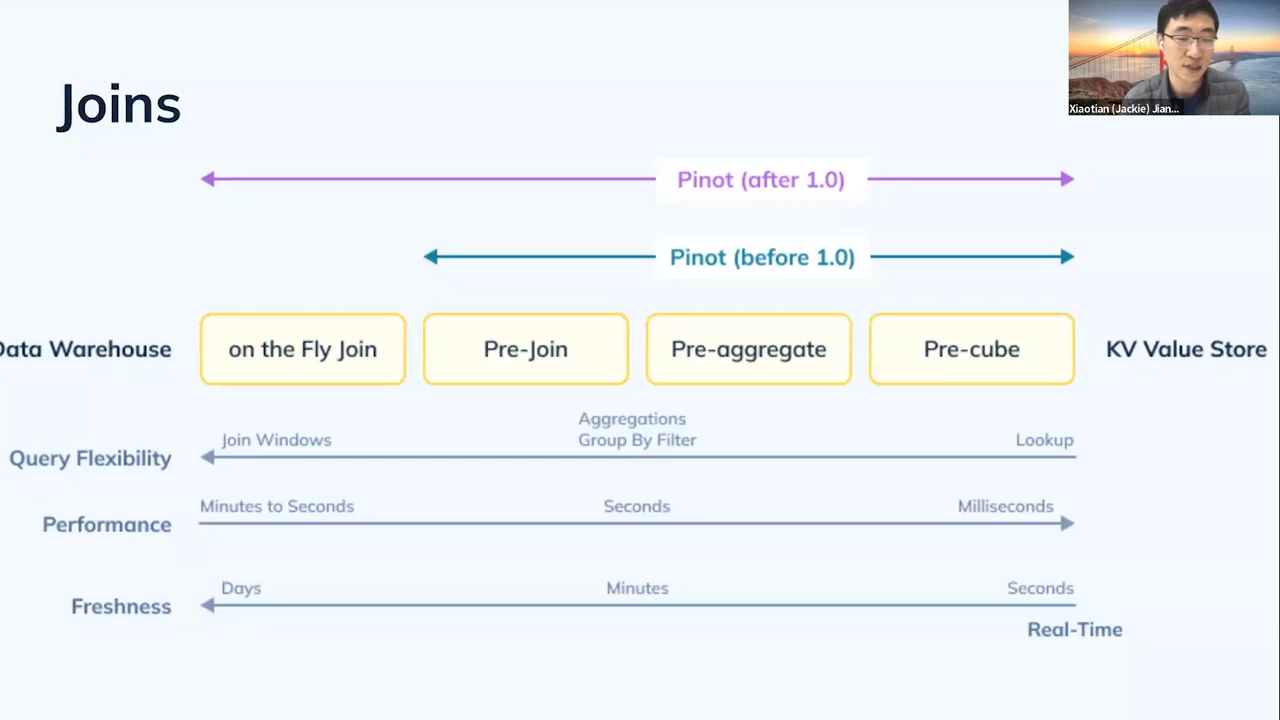 Xiaotian (Jackie) Jian...
Joins
Pinot (after 1.0)
Pinot (before 1.0)
Data Warehouse
on the Fly Join
Pre-Join
Pre-aggregate
Pre-cube
KV Value Store
Query Flexibility
Join Windows
Aggregations
Group By Filter
Lookup
Performance
Minutes to Seconds
Seconds
Milliseconds
Freshness
Days
Minutes
Seconds
Real-Time